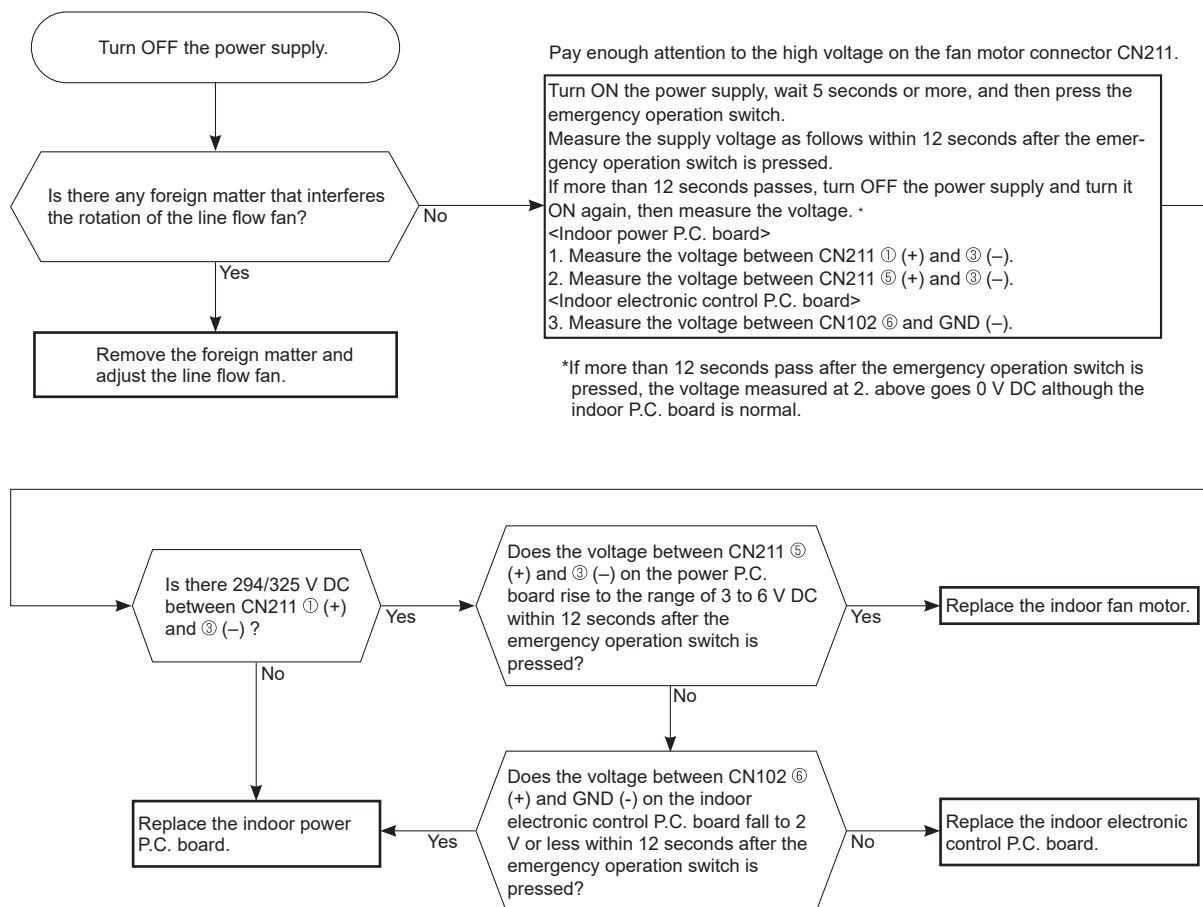 Turn OFF the power supply.
Pay enough attention to the high voltage on the fan motor connector CN211.
Is there any foreign matter that interferes
the rotation of the line flow fan?
No
Yes
Turn ON the power supply, wait 5 seconds or more, and then press the
emergency operation switch.
Measure the supply voltage as follows within 12 seconds after the emer-
gency operation switch is pressed.
If more than 12 seconds passes, turn OFF the power supply and turn it
ON again, then measure the voltage. *
<Indoor power P.C. board>
1. Measure the voltage between CN211 ① (+) and ③ (–).
2. Measure the voltage between CN211 ⑤ (+) and ③ (–).
<Indoor electronic control P.C. board>
3. Measure the voltage between CN102 ⑥ and GND (–).
Remove the foreign matter and
adjust the line flow fan.
*If more than 12 seconds pass after the emergency operation switch is
pressed, the voltage measured at 2. above goes 0 V DC although the
indoor P.C. board is normal.
Is there 294/325 V DC
between CN211 ① (+)
and ③ (–) ?
Yes
No
Does the voltage between CN211 ⑤
(+) and ③ (–) on the power P.C.
board rise to the range of 3 to 6 V DC
within 12 seconds after the
emergency operation switch is
pressed?
Yes
No
Replace the indoor fan motor.
Replace the indoor power
P.C. board.
Yes
Does the voltage between CN102 ⑥
(+) and GND (-) on the indoor
electronic control P.C. board fall to 2
V or less within 12 seconds after the
emergency operation switch is
pressed?
No
Replace the indoor electronic
control P.C. board.